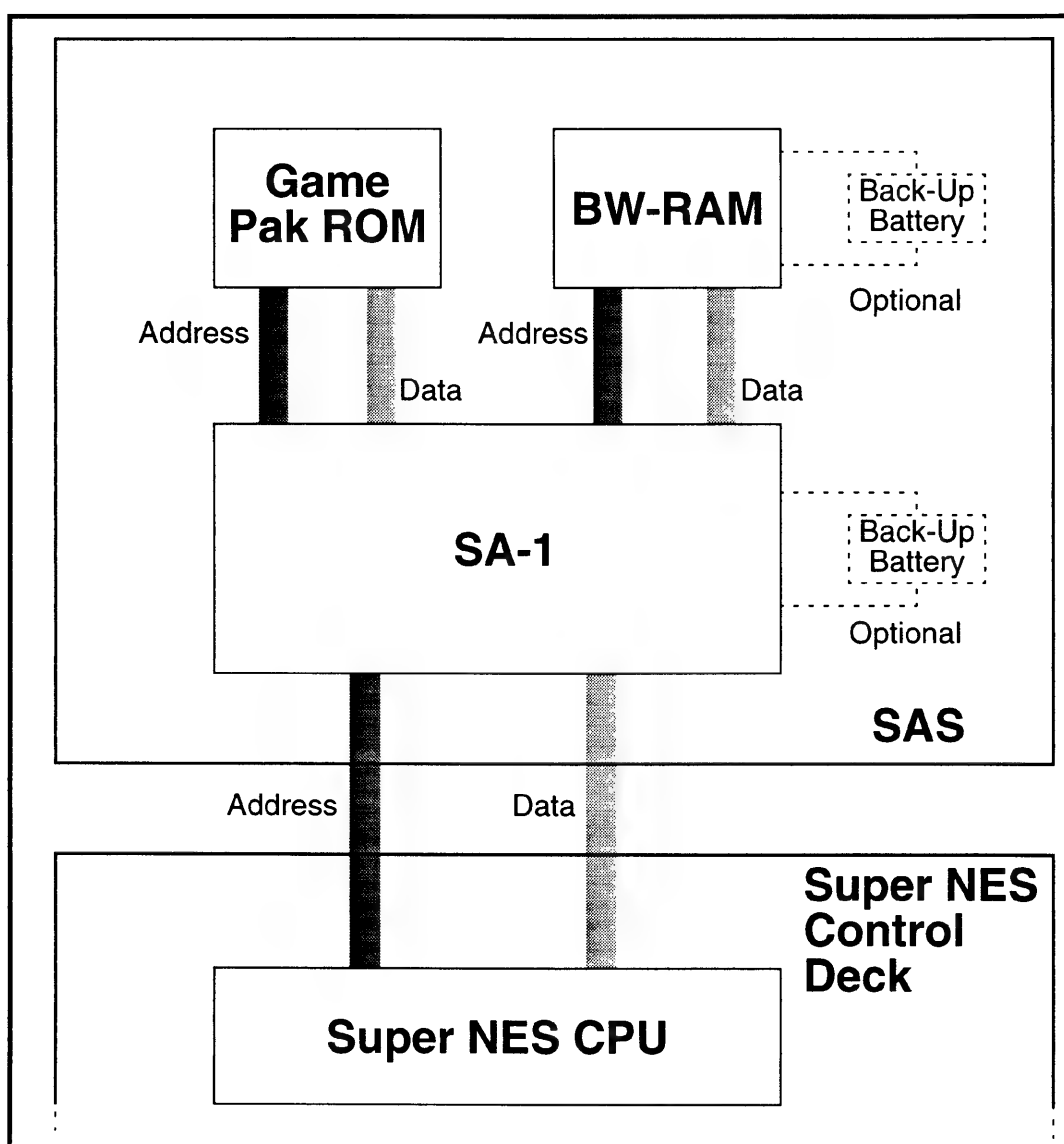 Game
Pak ROM
BW-RAM
Back-Up
Battery
Optional
Address
Data
Address
Data
SA-1
Back-Up
Battery
Optional
SAS
Address
Data
Super NES
Control
Deck
Super NES CPU